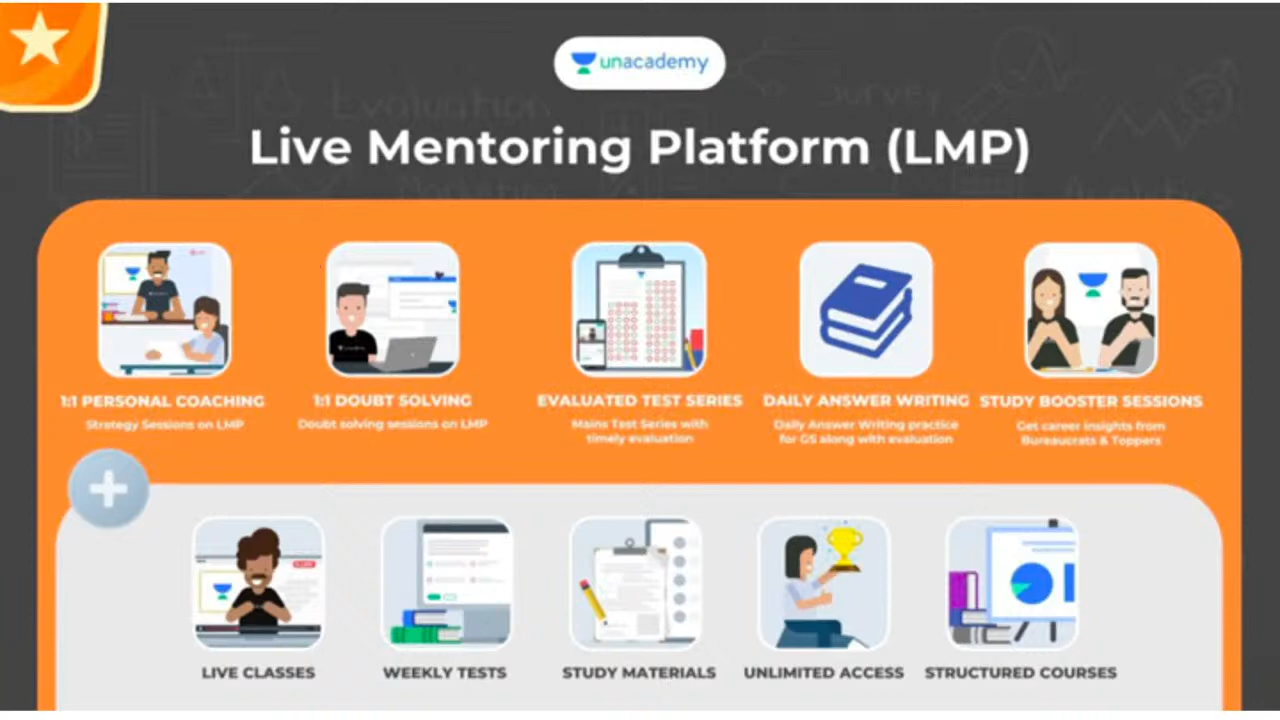 unacademy
Live Mentoring Platform (LMP)
1:1 PERSONAL COACHING
Strategy Sessions on LMP
1:1 DOUBT SOLVING
Doubt solving sessions on LMP
EVALUATED TEST SERIES
Mains Test Series with
timely evaluation
DAILY ANSWER WRITING
Daily Answer Writing practice
for GS along with evaluation
STUDY BOOSTER SESSIONS
Get career insights from
Bureaucrats & Toppers
LIVE CLASSES
WEEKLY TESTS
STUDY MATERIALS
UNLIMITED ACCESS
STRUCTURED COURSES